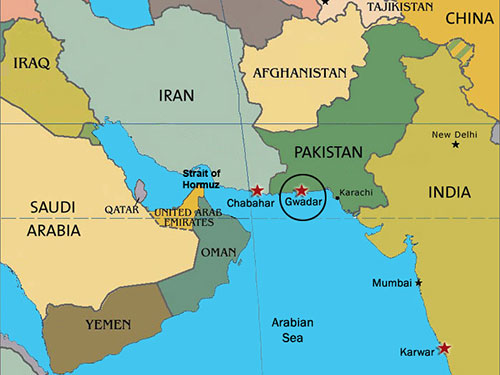 TAJIKISTAN
CHINA
IRAQ
AFGHANISTAN
IRAN
New Delhi
PAKISTAN
Strait of
Hormuz
Chabahar
Gwadar
Karachi
INDIA
QATAR
UNITED ARAB
EMIRATES
SAUDI
ARABIA
OMAN
Mumbai
YEMEN
Arabian
Sea
Karwar